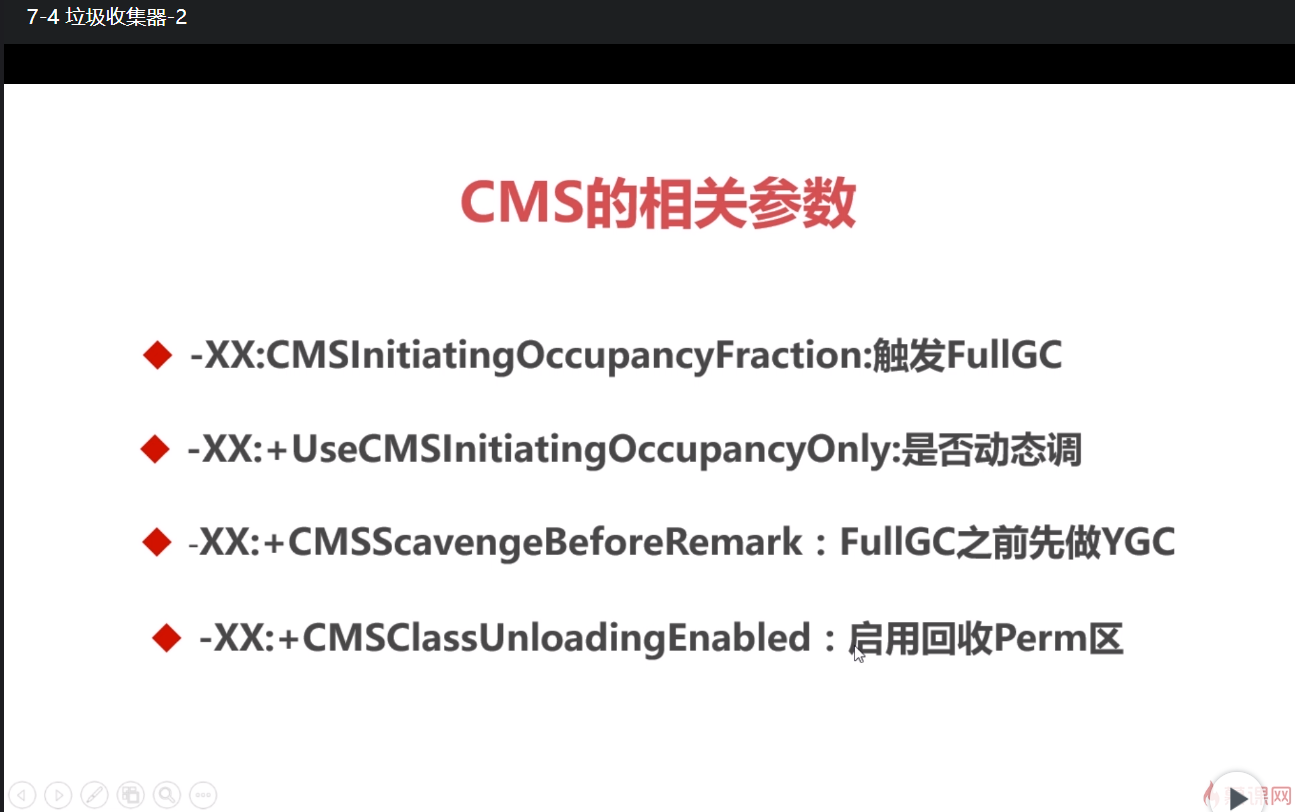 7-4 垃圾收集器-2
CMS的相关参数
-XX:CMSInitiatingOccupancyFraction:触发FullGC
-XX:+UseCMSInitiatingOccupancyOnly:是否动态调
-XX:+CMSScavengeBeforeRemark：FullGC之前先做YGC
-XX:+CMSClassUnloadingEnabled：启用回收Perm区
课网